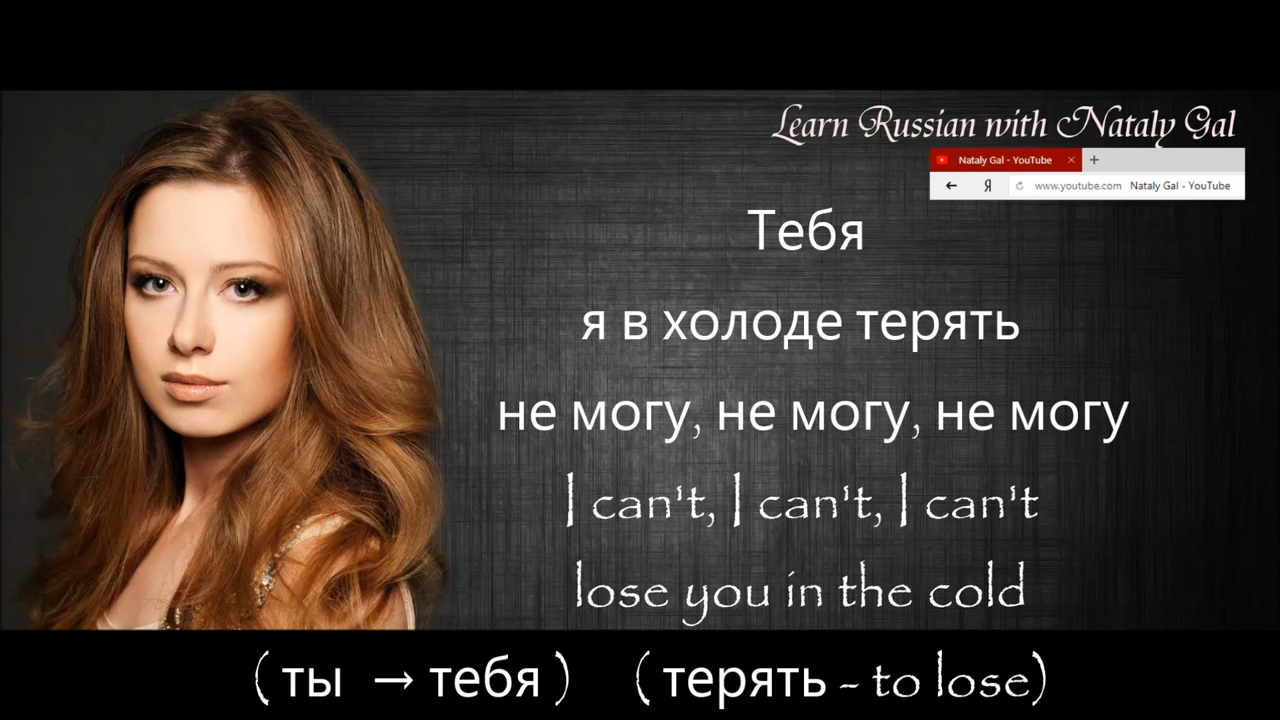 Learn Russian with Nataly Gal
Nataly Gal - YouTube × +
← Я www.youtube.com Nataly Gal - YouTube
Тебя
я в холоде терять
не могу, не могу, не могу
I can't, I can't, I can't
lose you in the cold
( ты → тебя ) ( терять - to lose)